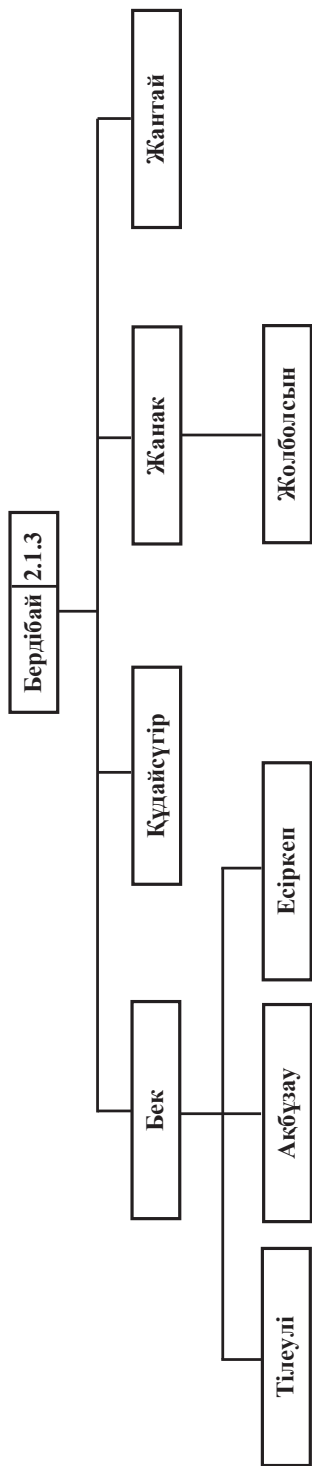 Бердібай 2.1.3
Бек
Құдайсүгір
Жанак
Жантай
Тілеулі
Ақбұзау
Есіркеп
Жолболсын